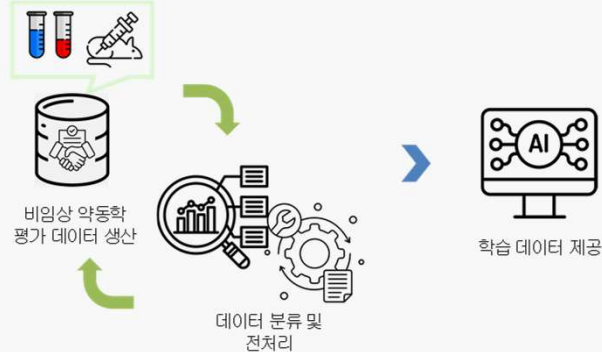 비임상 약동학
평가 데이터 생산
데이터 분류 및
전처리
AI
학습 데이터 제공